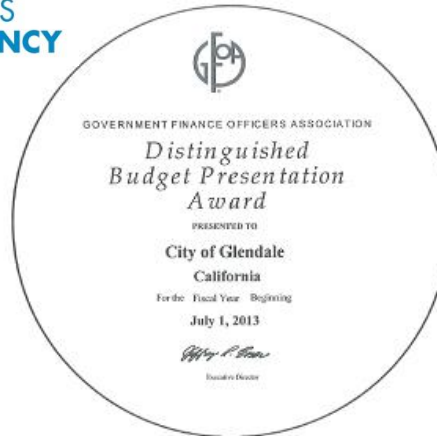 S
NCY
GFOA
GOVERNMENT FINANCE OFFICERS ASSOCIATION
Distinguished
Budget Presentation
Award
PRESENTED TO
City of Glendale
California
For the Fiscal Year Beginning
July 1, 2013
Executive Director